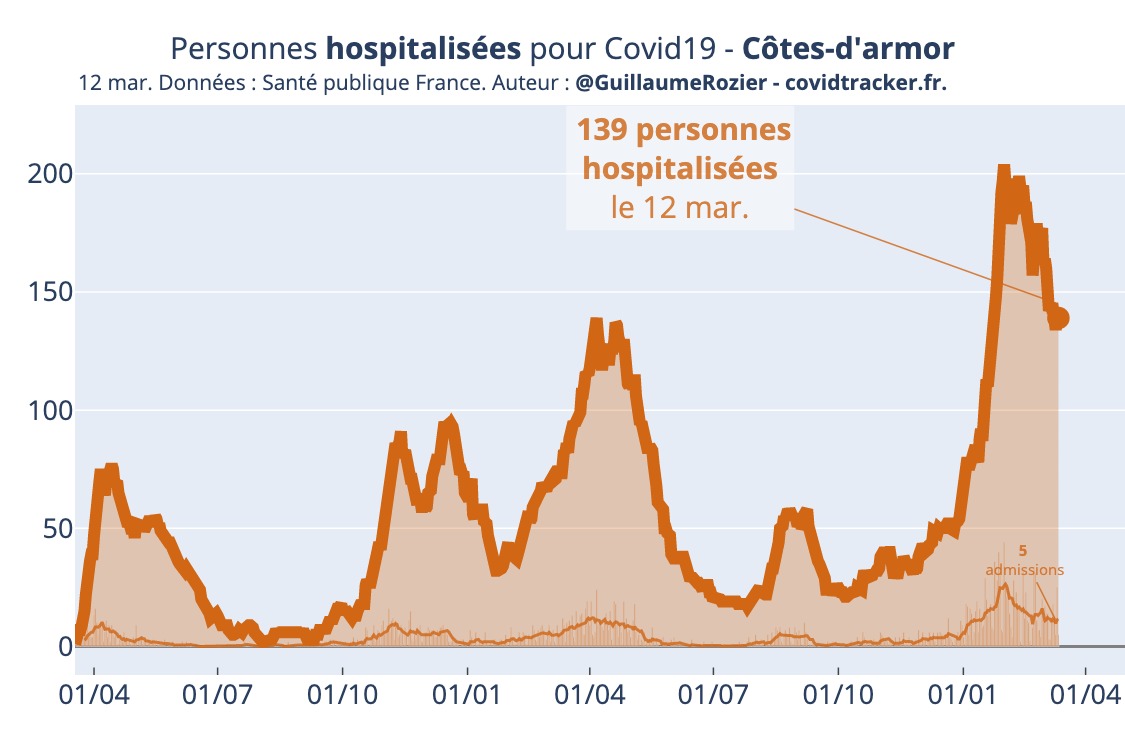 Personnes hospitalisées pour Covid19 - Côtes-d'armor
12 mar. Données : Santé publique France. Auteur : @GuillaumeRozier - covidtracker.fr.
139 personnes
hospitalisées
le 12 mar.
200
150
100
50
0
5
admissions
01/04
01/07
01/10
01/01
01/04
01/07
01/10
01/01
01/04